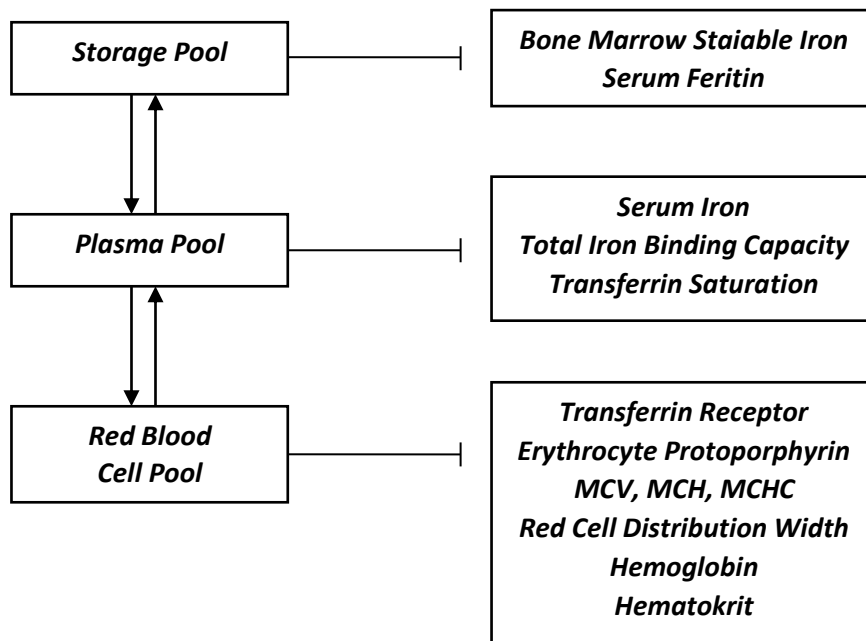 Storage Pool
Bone Marrow Staiable Iron
Serum Feritin
Plasma Pool
Serum Iron
Total Iron Binding Capacity
Transferrin Saturation
Red Blood
Cell Pool
Transferrin Receptor
Erythrocyte Protoporphyrin
MCV, MCH, MCHC
Red Cell Distribution Width
Hemoglobin
Hematokrit